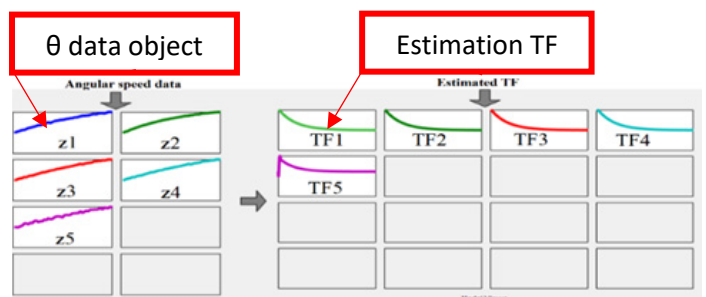 θ data object
Estimation TF
Angular speed data
Estimated TF
z1
z2
TF1
TF2
TF3
TF4
z3
z4
TF5
z5